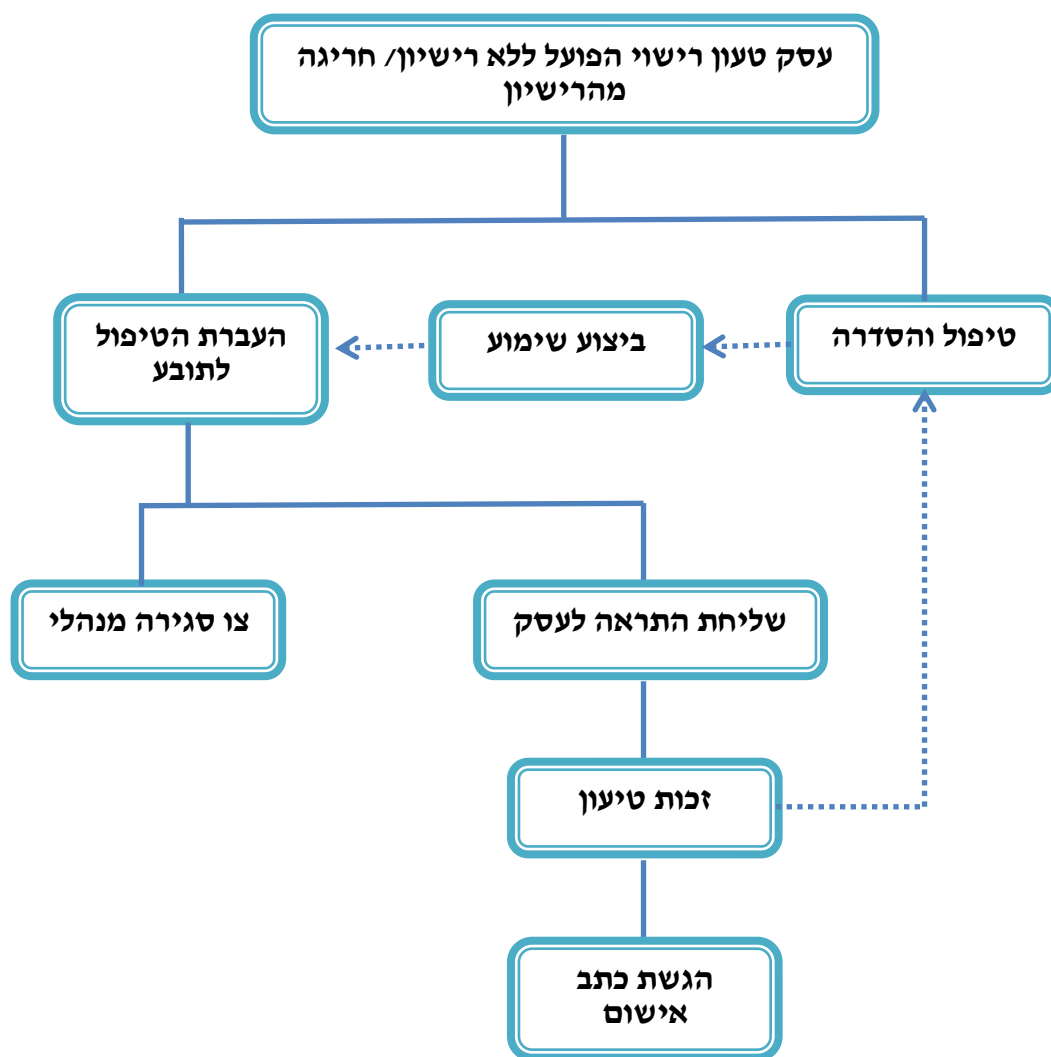 עסק טעון רישוי הפועל ללא רישיון/ חריגה
מהרישיון
טיפול והסדרה
ביצוע שימוע
העברת הטיפול
לתובע
שליחת התראה לעסק
צו סגירה מנהלי
זכות טיעון
הגשת כתב
אישום